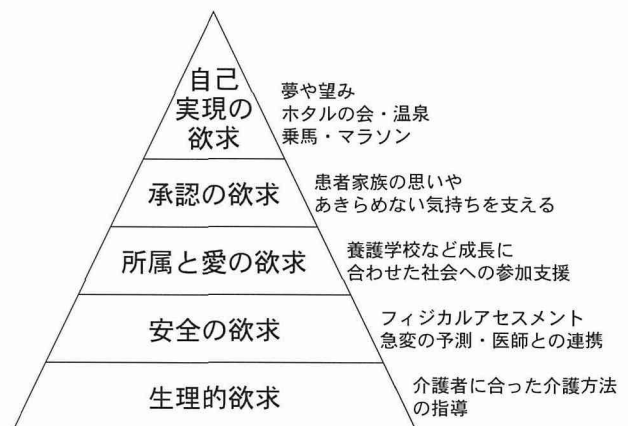 自己
実現の
欲求
夢や望み
ホタルの会・温泉
乗馬・マラソン
承認の欲求
患者家族の思いや
あきらめない気持ちを支える
所属と愛の欲求
養護学校など成長に
合わせた社会への参加支援
安全の欲求
フィジカルアセスメント
急変の予測・医師との連携
生理的欲求
介護者に合った介護方法
の指導